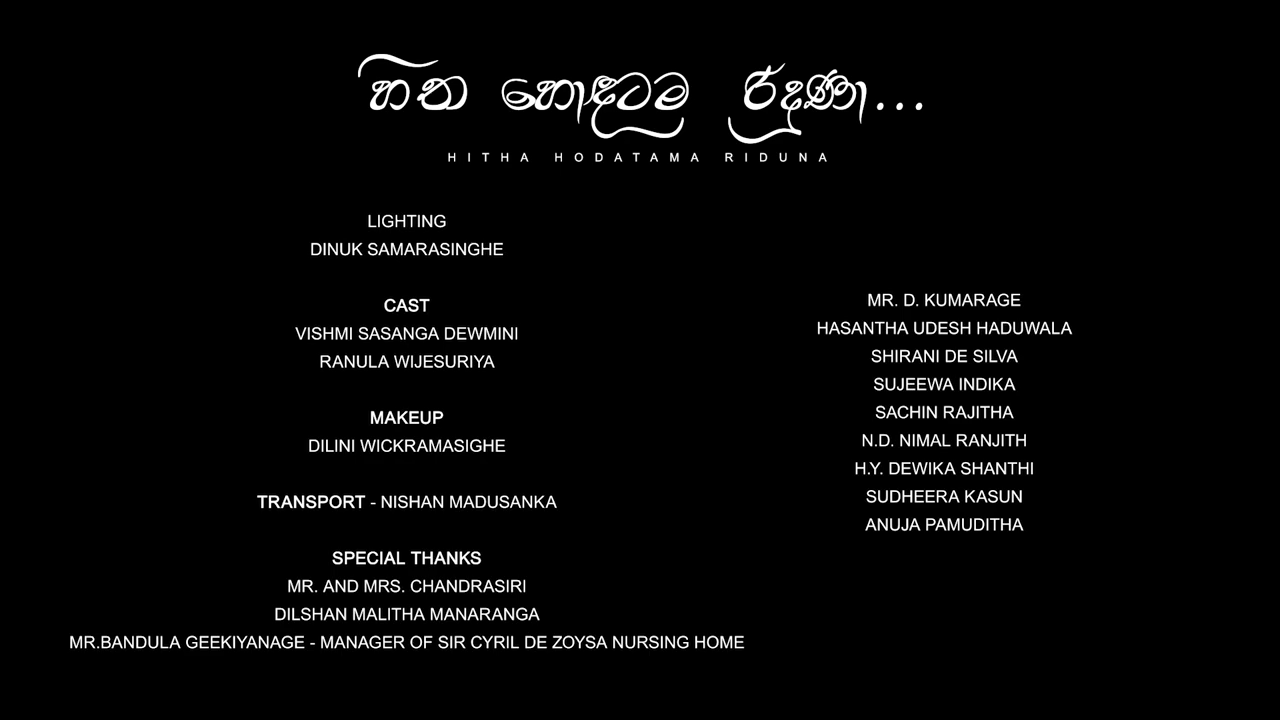 හිත හොඳටම රිදුණා...
HITHA HODATAMA RIDUNA
LIGHTING
DINUK SAMARASINGHE
CAST
VISHMI SASANGA DEWMINI
RANULA WIJESURIYA
MAKEUP
DILINI WICKRAMASIGHE
TRANSPORT - NISHAN MADUSANKA
SPECIAL THANKS
MR. AND MRS. CHANDRASIRI
DILSHAN MALITHA MANARANGA
MR.BANDULA GEEKIYANAGE - MANAGER OF SIR CYRIL DE ZOYSA NURSING HOME
MR. D. KUMARAGE
HASANTHA UDESH HADUWALA
SHIRANI DE SILVA
SUJEEWA INDIKA
SACHIN RAJITHA
N.D. NIMAL RANJITH
H.Y. DEWIKA SHANTHI
SUDHEERA KASUN
ANUJA PAMUDITHA